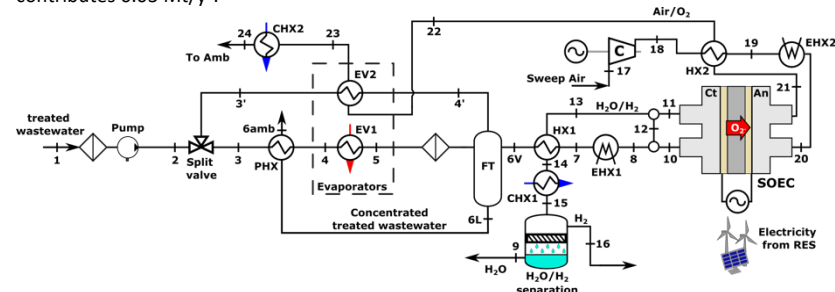 contributes 0.03 Mt/y .
Air/O₂
24
CHX2
23
22
To Amb
C
18
19
EHX2
EV2
HX2
Sweep Air
17
3'
4'
13
H₂O/H₂
11
Ct
An
21
treated
wastewater
Pump
6amb
EV1
HX1
12
O₂
1
2
3
4
5
6V
7
8
10
20
Split
valve
PHX
FT
14
EHX1
SOEC
Evaporators
CHX1
15
Concentrated
treated wastewater
6L
H₂
16
9
H₂O
H₂O/H₂
separation
Electricity
from RES